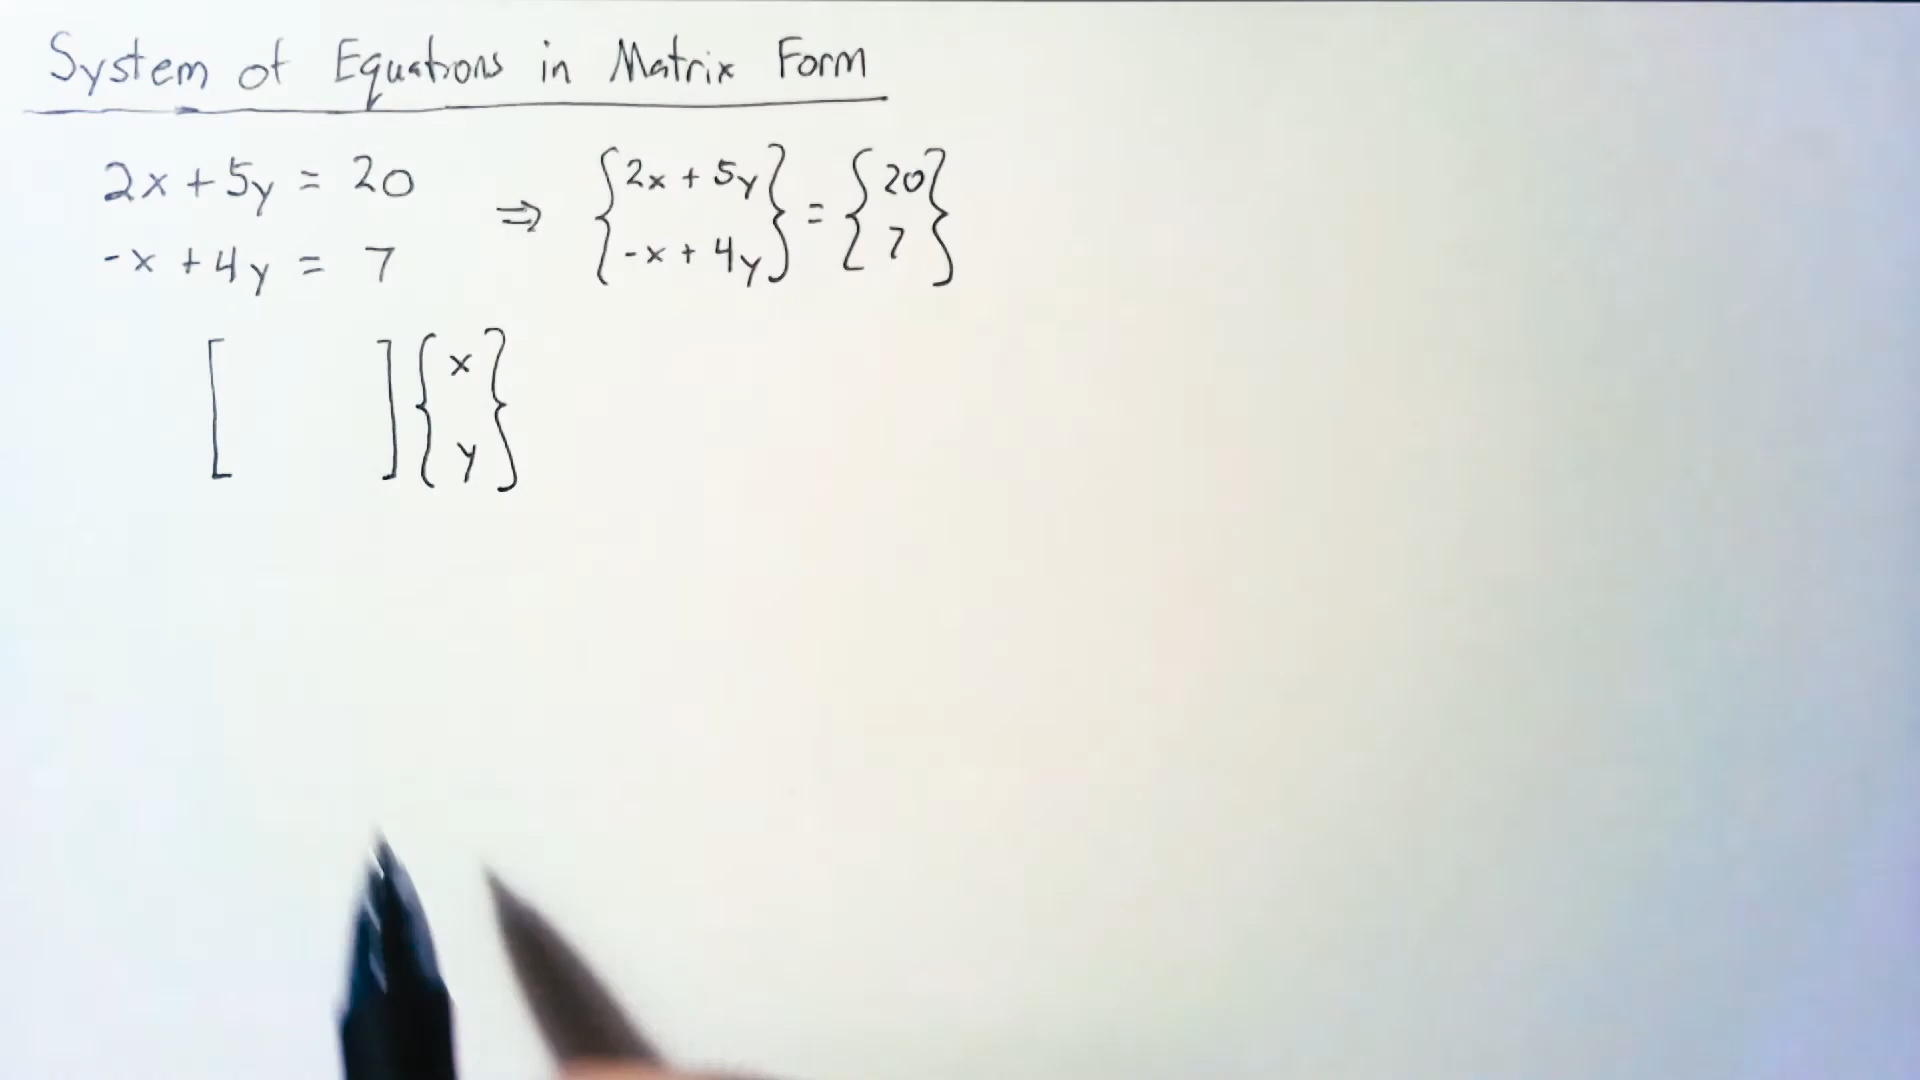 System of Equations in Matrix Form
2x + 5y = 20 ⇒ {2x + 5y} = {20}
-x + 4y = 7 {-x + 4y} {7}
[ ] {x}
{y}